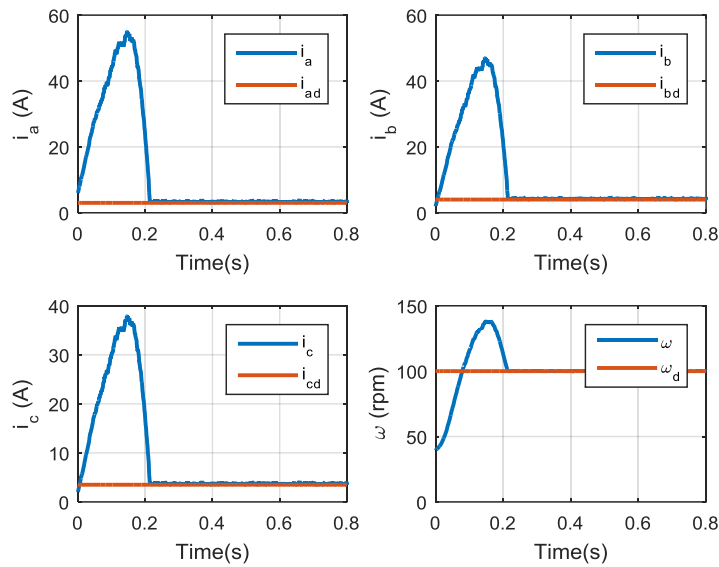 60
40
20
0
i_a (A)
i_a
i_ad
0 0.2 0.4 0.6 0.8
Time(s)
60
40
20
0
i_b (A)
i_b
i_bd
0 0.2 0.4 0.6 0.8
Time(s)
40
30
20
10
0
i_c (A)
i_c
i_cd
0 0.2 0.4 0.6 0.8
Time(s)
150
100
50
0
ω (rpm)
ω
ω_d
0 0.2 0.4 0.6 0.8
Time(s)